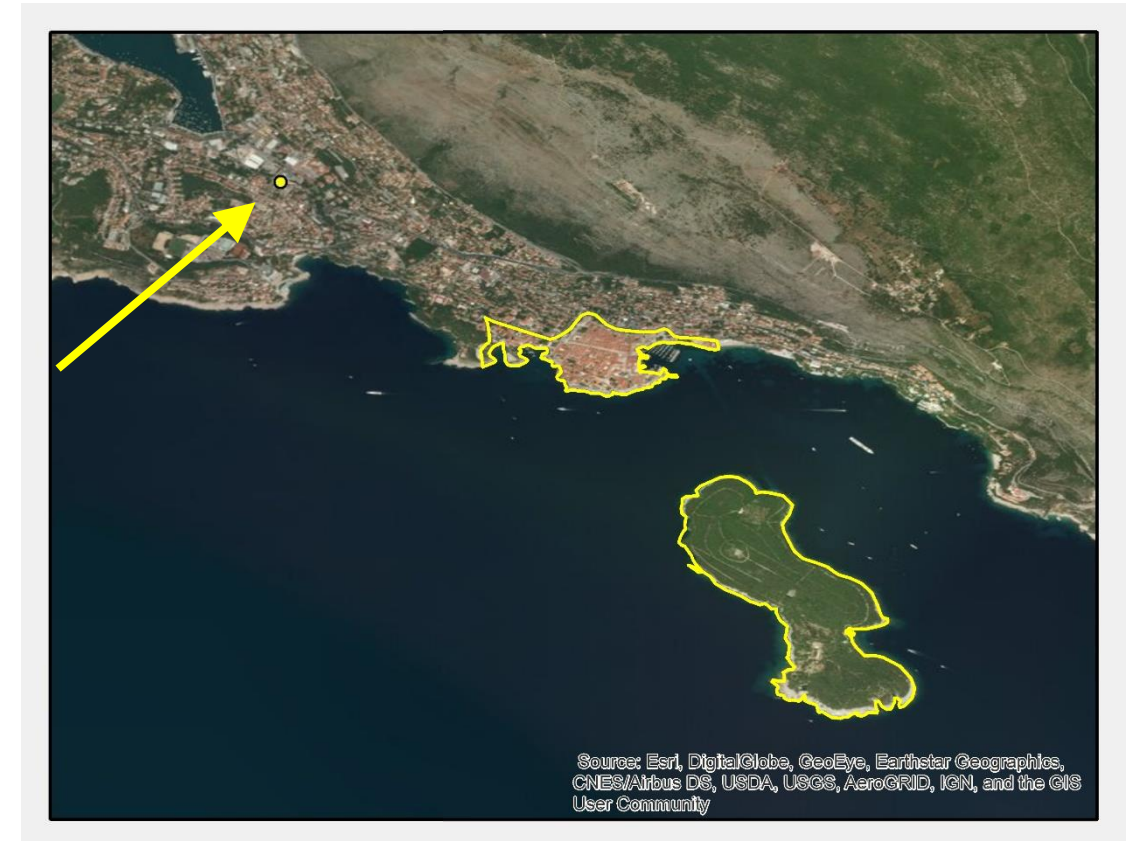 Source: Esri, DigitalGlobe, GeoEye, Earthstar Geographics,
CNES/Airbus DS, USDA, USGS, AeroGRID, IGN, and the GIS
User Community